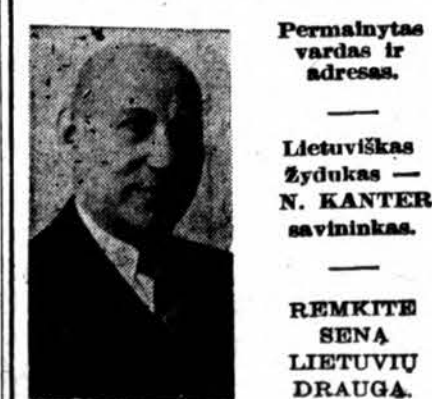 Permainytas
vardas ir
adresas.
Lietuviškas
Žydukas —
N. KANTER
savininkas.
REMKITE
SENĄ
LIETUVIŲ
DRAUGĄ.